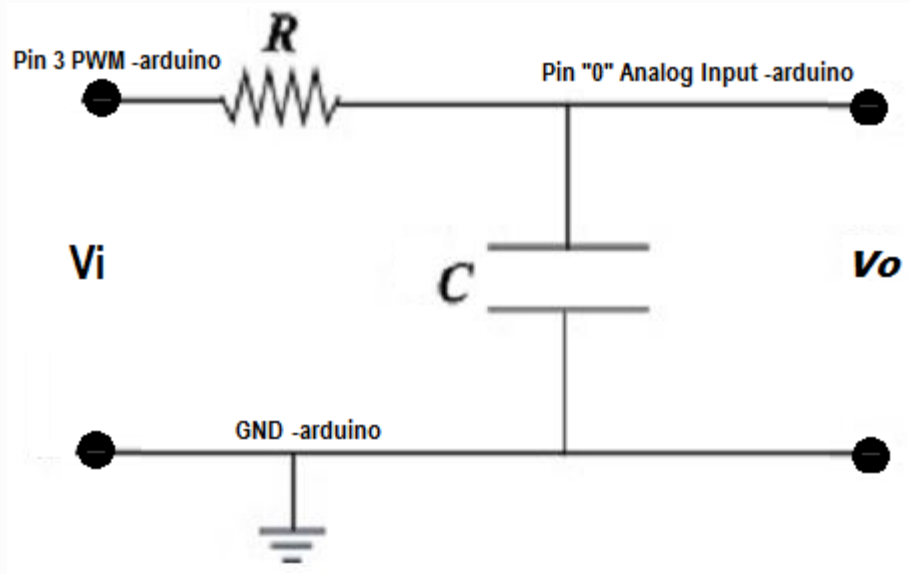 R
Pin 3 PWM -arduino
Pin "0" Analog Input -arduino
Vi
C
Vo
GND -arduino